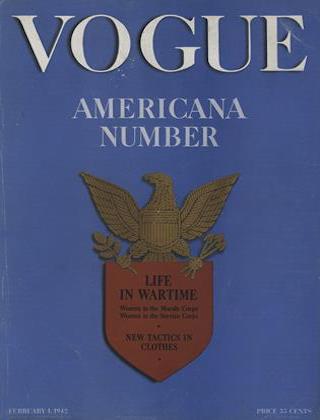 VOGUE
AMERICANA
NUMBER
LIFE
IN WARTIME
Women in the Morale Corps
Women in the Service Corps
NEW TACTICS IN
CLOTHES
FEBRUARY 1, 1942
PRICE 35 CENTS